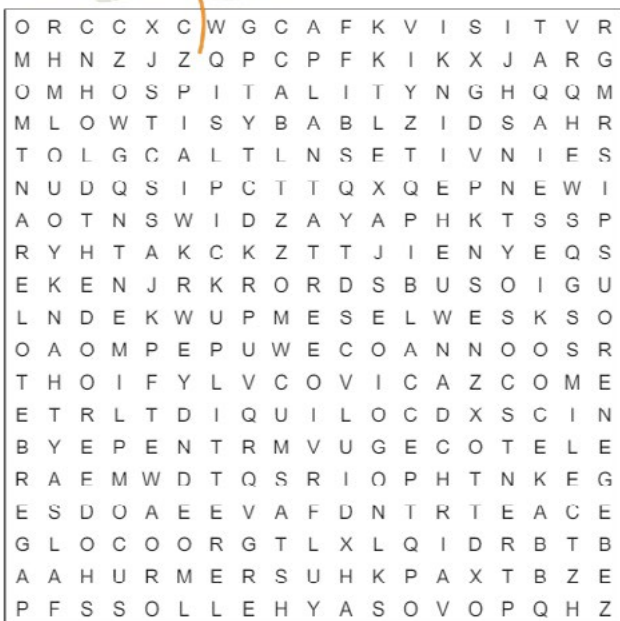 O R C C X C W G C A F K V I S I T V R
M H N Z J Z Q P C P F K I K X J A R G
O M H O S P I T A L I T Y N G H Q Q M
M L O W T I S Y B A B L Z I D S A H R
T O L G C A L T L N S E T I V N I E S
N U D Q S I P C T T Q X Q E P N E W I
A O T N S W I D Z A Y A P H K T S S P
R Y H T A K C K Z T T J I E N Y E Q S
E K E N J R K R O R D S B U S O I G U
L N D E K W U P M E S E L W E S K S O
O A O M P E P U W E C O A N N O O S R
T H O I F Y L V C O V I C A Z C O M E
E T R L T D I Q U I L O C D X S C I N
B Y E P E N T R M V U G E C O T E L E
R A E M W D T Q S R I O P H T N K E G
E S D O A E E V A F D N T R T E A C E
G L O C O O R G T L X L Q I D R B T B
A A H U R M E R S U H K P A X T B Z E
P F S S O L L E H Y A S O V O P Q H Z